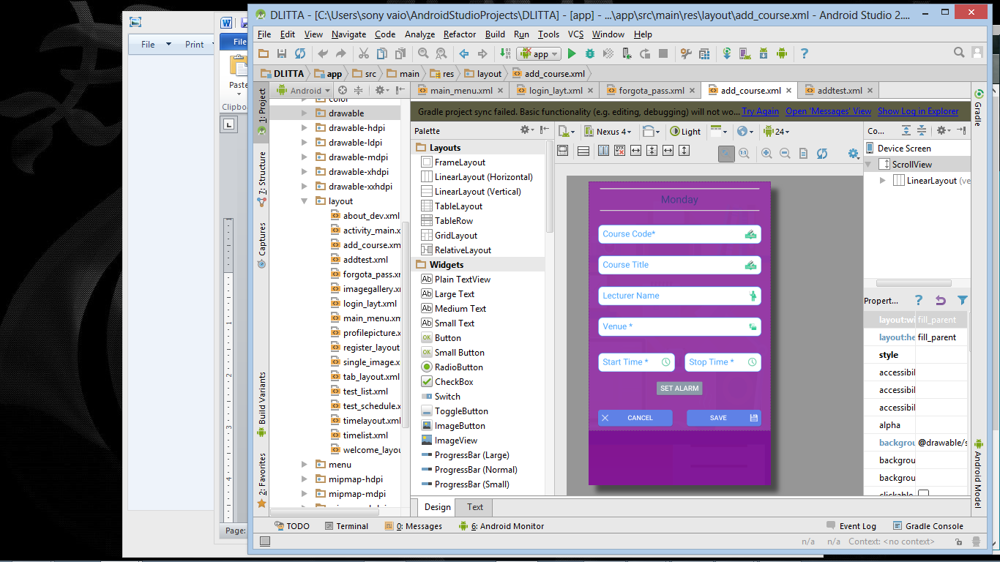 DLITTA - [C:\Users\sony vaio\AndroidStudioProjects\DLITTA] - [app] - ...\app\src\main\res\layout\add_course.xml - Android Studio 2....
File Print
File
Paste
Clipbo
Page:
File Edit View Navigate Code Analyze Refactor Build Run Tools VCS Window Help
app
DLITTA app src main res layout add_course.xml
Android
main_menu.xml login_layt.xml forgota_pass.xml add_course.xml addtest.xml
Gradle project sync failed. Basic functionality (e.g. editing, debugging) will not wo... Try Again Open 'Messages' View Show Log in Explorer
1: Project
7: Structure
Captures
Build Variants
2: Favorites
color
drawable
drawable-hdpi
drawable-ldpi
drawable-mdpi
drawable-xhdpi
drawable-xxhdpi
layout
about_dev.xml
activity_main.x
add_course.xm
addtest.xml
forgota_pass.xr
imagegallery.x
login_layt.xml
main_menu.xm
profilepicture.x
register_layout
single_image.x
tab_layout.xml
test_list.xml
test_schedule.x
timelayout.xml
timelist.xml
welcome_layou
menu
mipmap-hdpi
mipmap-mdpi
Palette
Layouts
FrameLayout
LinearLayout (Horizontal)
LinearLayout (Vertical)
TableLayout
TableRow
GridLayout
RelativeLayout
Widgets
Plain TextView
Large Text
Medium Text
Small Text
Button
Small Button
RadioButton
CheckBox
Switch
ToggleButton
ImageButton
ImageView
ProgressBar (Large)
ProgressBar (Normal)
ProgressBar (Small)
Nexus 4 Light 24
Monday
Course Code*
Course Title
Lecturer Name
Venue *
Start Time * Stop Time *
SET ALARM
CANCEL SAVE
Co...
Device Screen
ScrollView
LinearLayout (ve
Propert...
layout:wi fill_parent
layout:he fill_parent
style
accessibil
accessibil
accessibil
alpha
backgrou @drawable/s
backgrou
backgrou
clickable
Gradle
Android Model
Design Text
TODO Terminal 0: Messages 6: Android Monitor Event Log Gradle Console
n/a n/a Context: <no context>